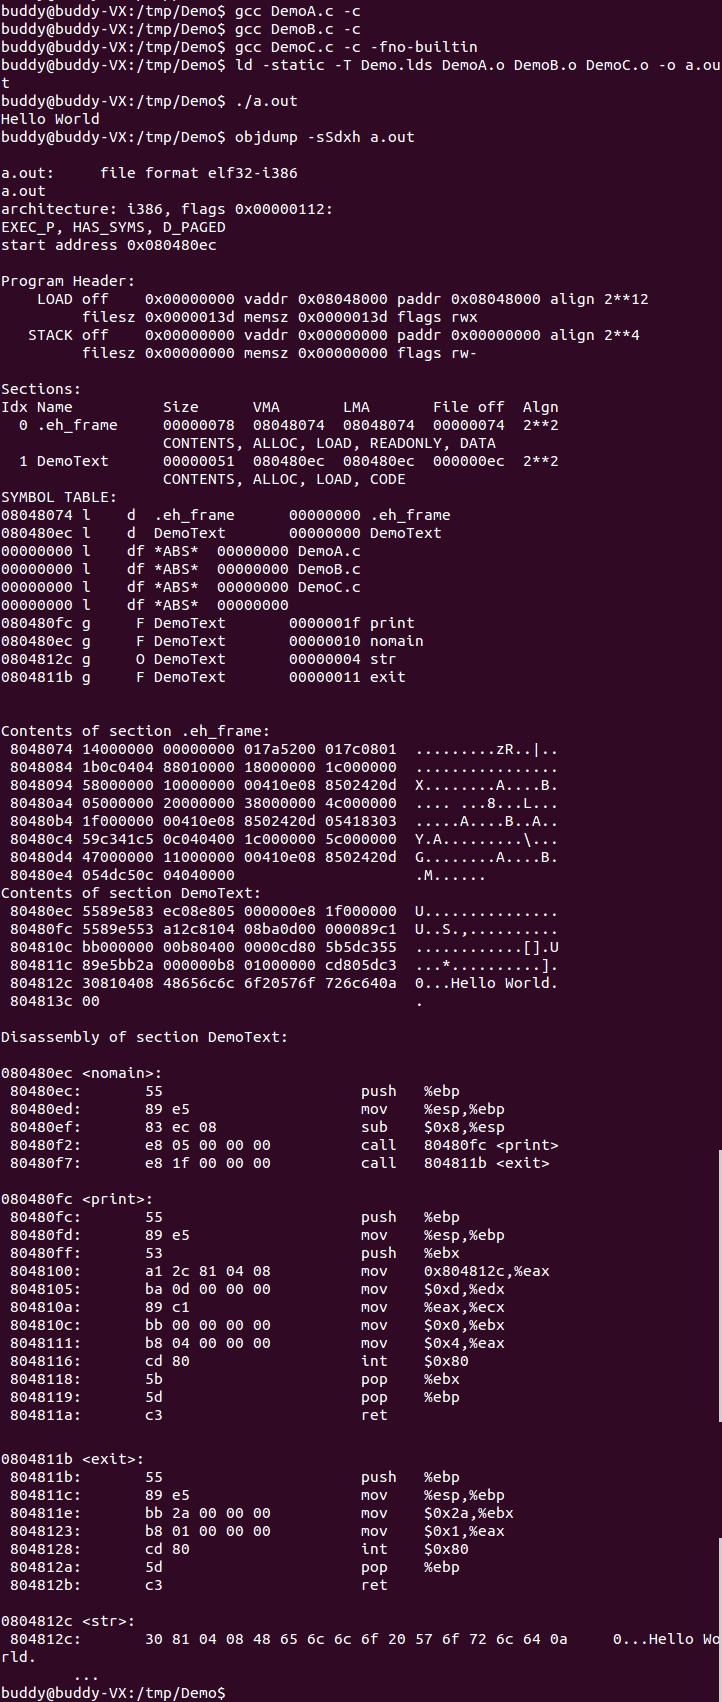 buddy@buddy-VX:/tmp/Demo$ gcc DemoA.c -c
buddy@buddy-VX:/tmp/Demo$ gcc DemoB.c -c
buddy@buddy-VX:/tmp/Demo$ gcc DemoC.c -c -fno-builtin
buddy@buddy-VX:/tmp/Demo$ ld -static -T Demo.lds DemoA.o DemoB.o DemoC.o -o a.ou
t
buddy@buddy-VX:/tmp/Demo$ ./a.out
Hello World
buddy@buddy-VX:/tmp/Demo$ objdump -sSdxh a.out

a.out:     file format elf32-i386
a.out
architecture: i386, flags 0x00000112:
EXEC_P, HAS_SYMS, D_PAGED
start address 0x080480ec

Program Header:
    LOAD off    0x00000000 vaddr 0x08048000 paddr 0x08048000 align 2**12
         filesz 0x0000013d memsz 0x0000013d flags rwx
   STACK off    0x00000000 vaddr 0x00000000 paddr 0x00000000 align 2**4
         filesz 0x00000000 memsz 0x00000000 flags rw-

Sections:
Idx Name          Size      VMA       LMA       File off  Algn
  0 .eh_frame     00000078  08048074  08048074  00000074  2**2
                  CONTENTS, ALLOC, LOAD, READONLY, DATA
  1 DemoText      00000051  080480ec  080480ec  000000ec  2**2
                  CONTENTS, ALLOC, LOAD, CODE
SYMBOL TABLE:
08048074 l    d  .eh_frame      00000000 .eh_frame
080480ec l    d  DemoText       00000000 DemoText
00000000 l    df *ABS*  00000000 DemoA.c
00000000 l    df *ABS*  00000000 DemoB.c
00000000 l    df *ABS*  00000000 DemoC.c
00000000 l    df *ABS*  00000000
080480fc g     F DemoText       0000001f print
080480ec g     F DemoText       00000010 nomain
0804812c g     O DemoText       00000004 str
0804811b g     F DemoText       00000011 exit

Contents of section .eh_frame:
 8048074 14000000 00000000 017a5200 017c0801  .........zR..|..
 8048084 1b0c0404 88010000 18000000 1c000000  ................
 8048094 58000000 10000000 00410e08 8502420d  X........A....B.
 80480a4 05000000 20000000 38000000 4c000000  .... ...8...L...
 80480b4 1f000000 00410e08 8502420d 05418303  .....A....B..A..
 80480c4 59c341c5 0c040400 1c000000 5c000000  Y.A.........\...
 80480d4 47000000 11000000 00410e08 8502420d  G........A....B.
 80480e4 054dc50c 04040000                    .M......
Contents of section DemoText:
 80480ec 5589e583 ec08e805 000000e8 1f000000  U...............
 80480fc 5589e553 a12c8104 08ba0d00 000089c1  U..S.,..........
 804810c bb000000 00b80400 0000cd80 5b5dc355  ............[].U
 804811c 89e5bb2a 000000b8 01000000 cd805dc3  ...*..........].
 804812c 30810408 48656c6c 6f20576f 726c640a  0...Hello World.
 804813c 00                                   .

Disassembly of section DemoText:

080480ec <nomain>:
 80480ec:       55                      push   %ebp
 80480ed:       89 e5                   mov    %esp,%ebp
 80480ef:       83 ec 08                sub    $0x8,%esp
 80480f2:       e8 05 00 00 00          call   80480fc <print>
 80480f7:       e8 1f 00 00 00          call   804811b <exit>

080480fc <print>:
 80480fc:       55                      push   %ebp
 80480fd:       89 e5                   mov    %esp,%ebp
 80480ff:       53                      push   %ebx
 8048100:       a1 2c 81 04 08          mov    0x804812c,%eax
 8048105:       ba 0d 00 00 00          mov    $0xd,%edx
 804810a:       89 c1                   mov    %eax,%ecx
 804810c:       bb 00 00 00 00          mov    $0x0,%ebx
 8048111:       b8 04 00 00 00          mov    $0x4,%eax
 8048116:       cd 80                   int    $0x80
 8048118:       5b                      pop    %ebx
 8048119:       5d                      pop    %ebp
 804811a:       c3                      ret

0804811b <exit>:
 804811b:       55                      push   %ebp
 804811c:       89 e5                   mov    %esp,%ebp
 804811e:       bb 2a 00 00 00          mov    $0x2a,%ebx
 8048123:       b8 01 00 00 00          mov    $0x1,%eax
 8048128:       cd 80                   int    $0x80
 804812a:       5d                      pop    %ebp
 804812b:       c3                      ret

0804812c <str>:
 804812c:       30 81 04 08 48 65 6c 6c 6f 20 57 6f 72 6c 64 0a     0...Hello Wo
rld.
        ...
buddy@buddy-VX:/tmp/Demo$